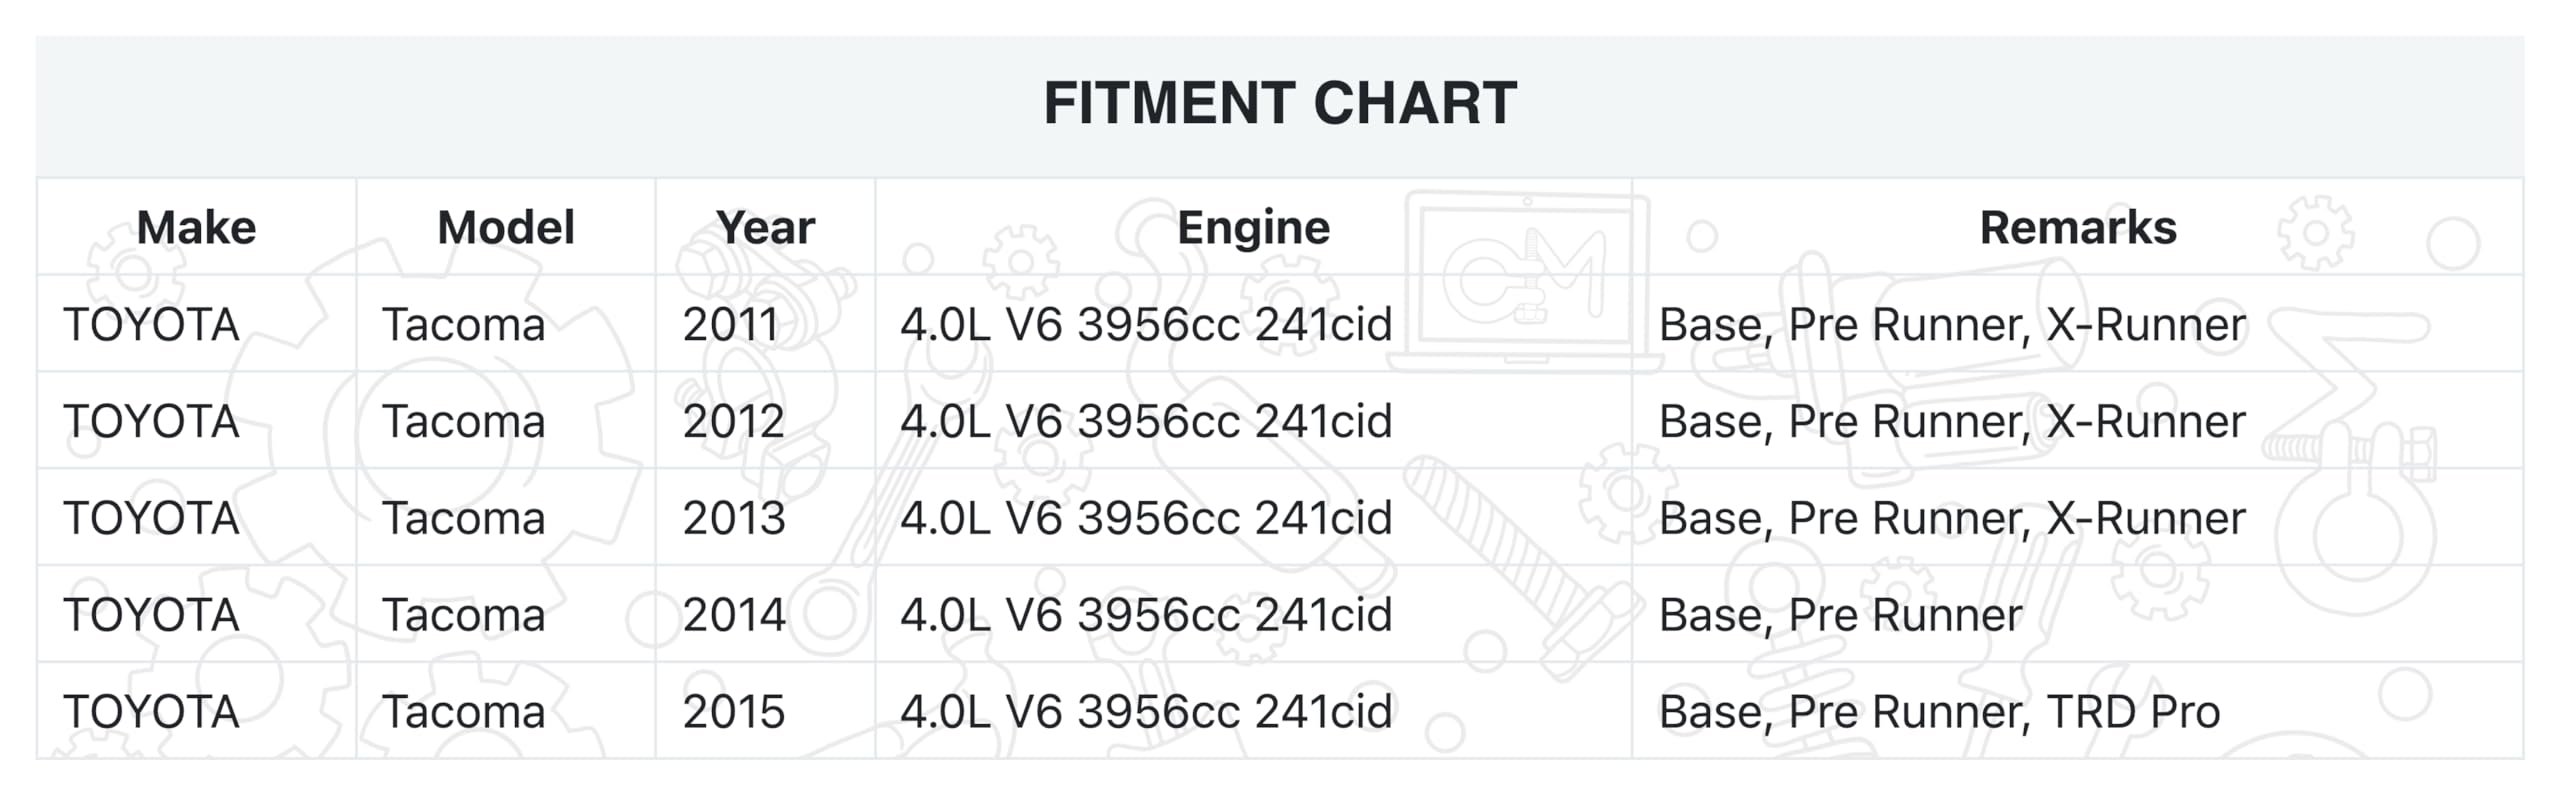 FITMENT CHART
Make Model Year Engine Remarks
TOYOTA Tacoma 2011 4.0L V6 3956cc 241cid Base, Pre Runner, X-Runner
TOYOTA Tacoma 2012 4.0L V6 3956cc 241cid Base, Pre Runner, X-Runner
TOYOTA Tacoma 2013 4.0L V6 3956cc 241cid Base, Pre Runner, X-Runner
TOYOTA Tacoma 2014 4.0L V6 3956cc 241cid Base, Pre Runner
TOYOTA Tacoma 2015 4.0L V6 3956cc 241cid Base, Pre Runner, TRD Pro